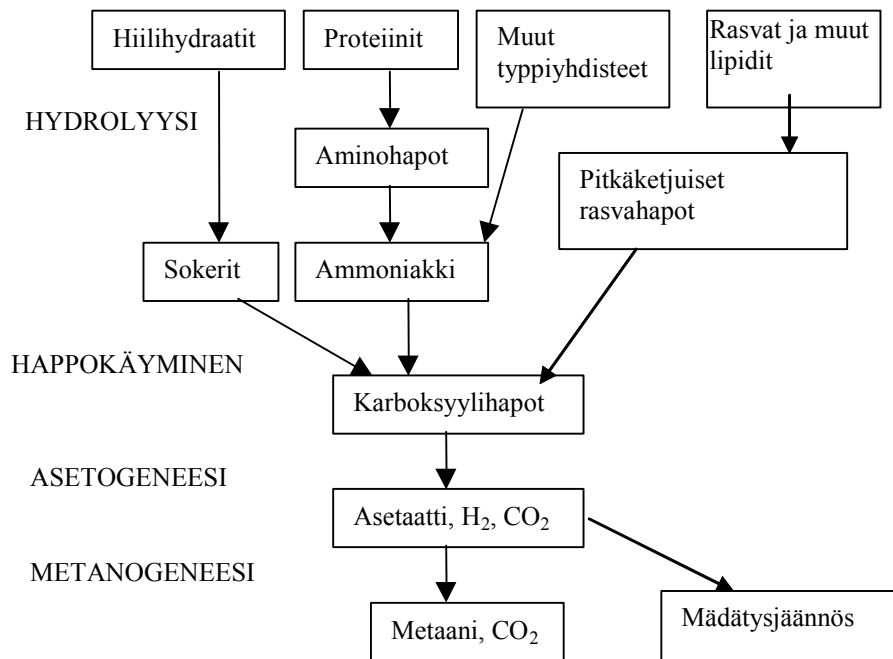 Hiilihydraatit
Proteiinit
Muut
typpiyhdisteet
Rasvat ja muut
lipidit
HYDROLYYSI
Aminohapot
Pitkäketjuiset
rasvahapot
Sokerit
Ammoniakki
HAPPOKÄYMINEN
Karboksyylihapot
ASETOGENEESI
Asetaatti, H₂, CO₂
METANOGENEESI
Metaani, CO₂
Mädätysjäännös